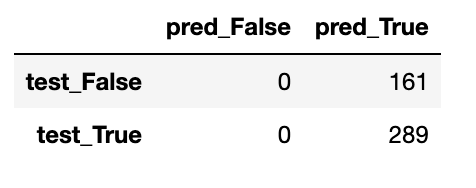 pred_False pred_True
test_False 0 161
test_True 0 289